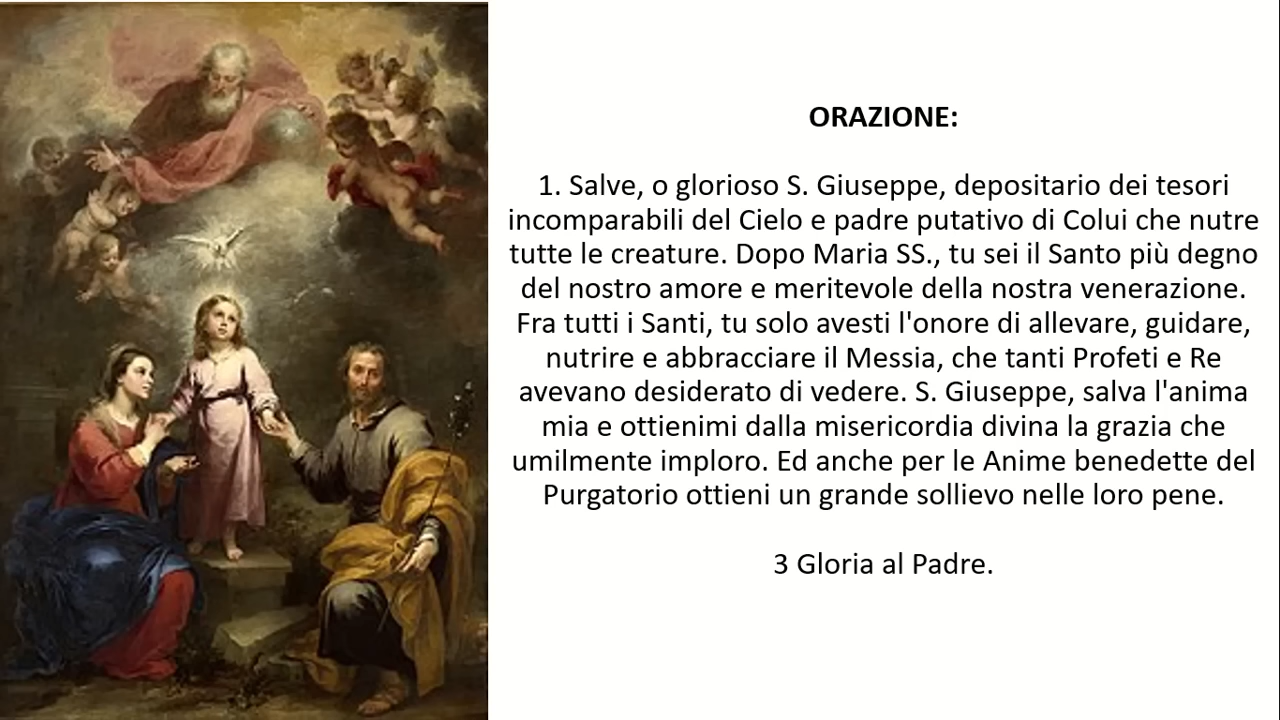 ORAZIONE:
1. Salve, o glorioso S. Giuseppe, depositario dei tesori
incomparabili del Cielo e padre putativo di Colui che nutre
tutte le creature. Dopo Maria SS., tu sei il Santo più degno
del nostro amore e meritevole della nostra venerazione.
Fra tutti i Santi, tu solo avesti l'onore di allevare, guidare,
nutrire e abbracciare il Messia, che tanti Profeti e Re
avevano desiderato di vedere. S. Giuseppe, salva l'anima
mia e ottienimi dalla misericordia divina la grazia che
umilmente imploro. Ed anche per le Anime benedette del
Purgatorio ottieni un grande sollievo nelle loro pene.
3 Gloria al Padre.